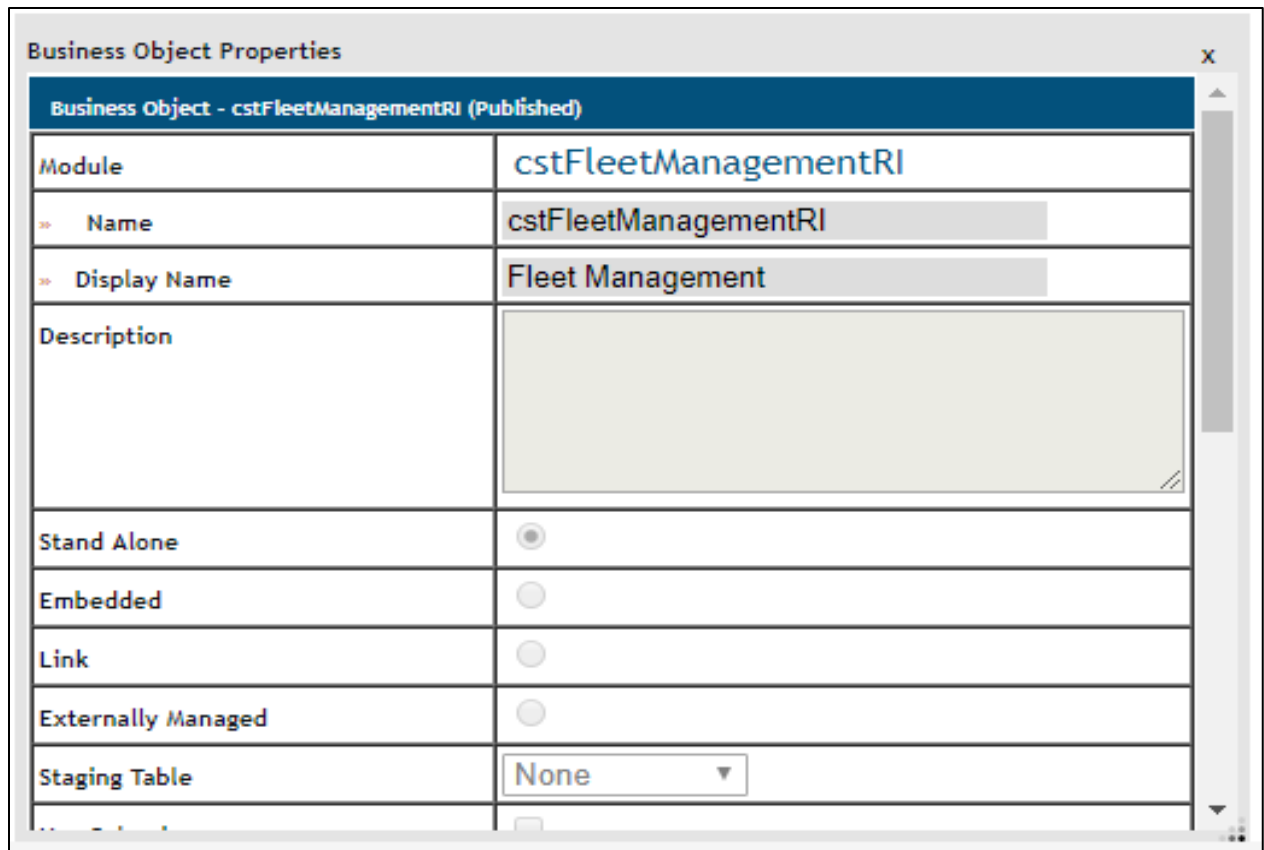 Business Object Properties x
Business Object - cstFleetManagementRI (Published)
Module cstFleetManagementRI
» Name cstFleetManagementRI
» Display Name Fleet Management
Description
Stand Alone
Embedded
Link
Externally Managed
Staging Table None